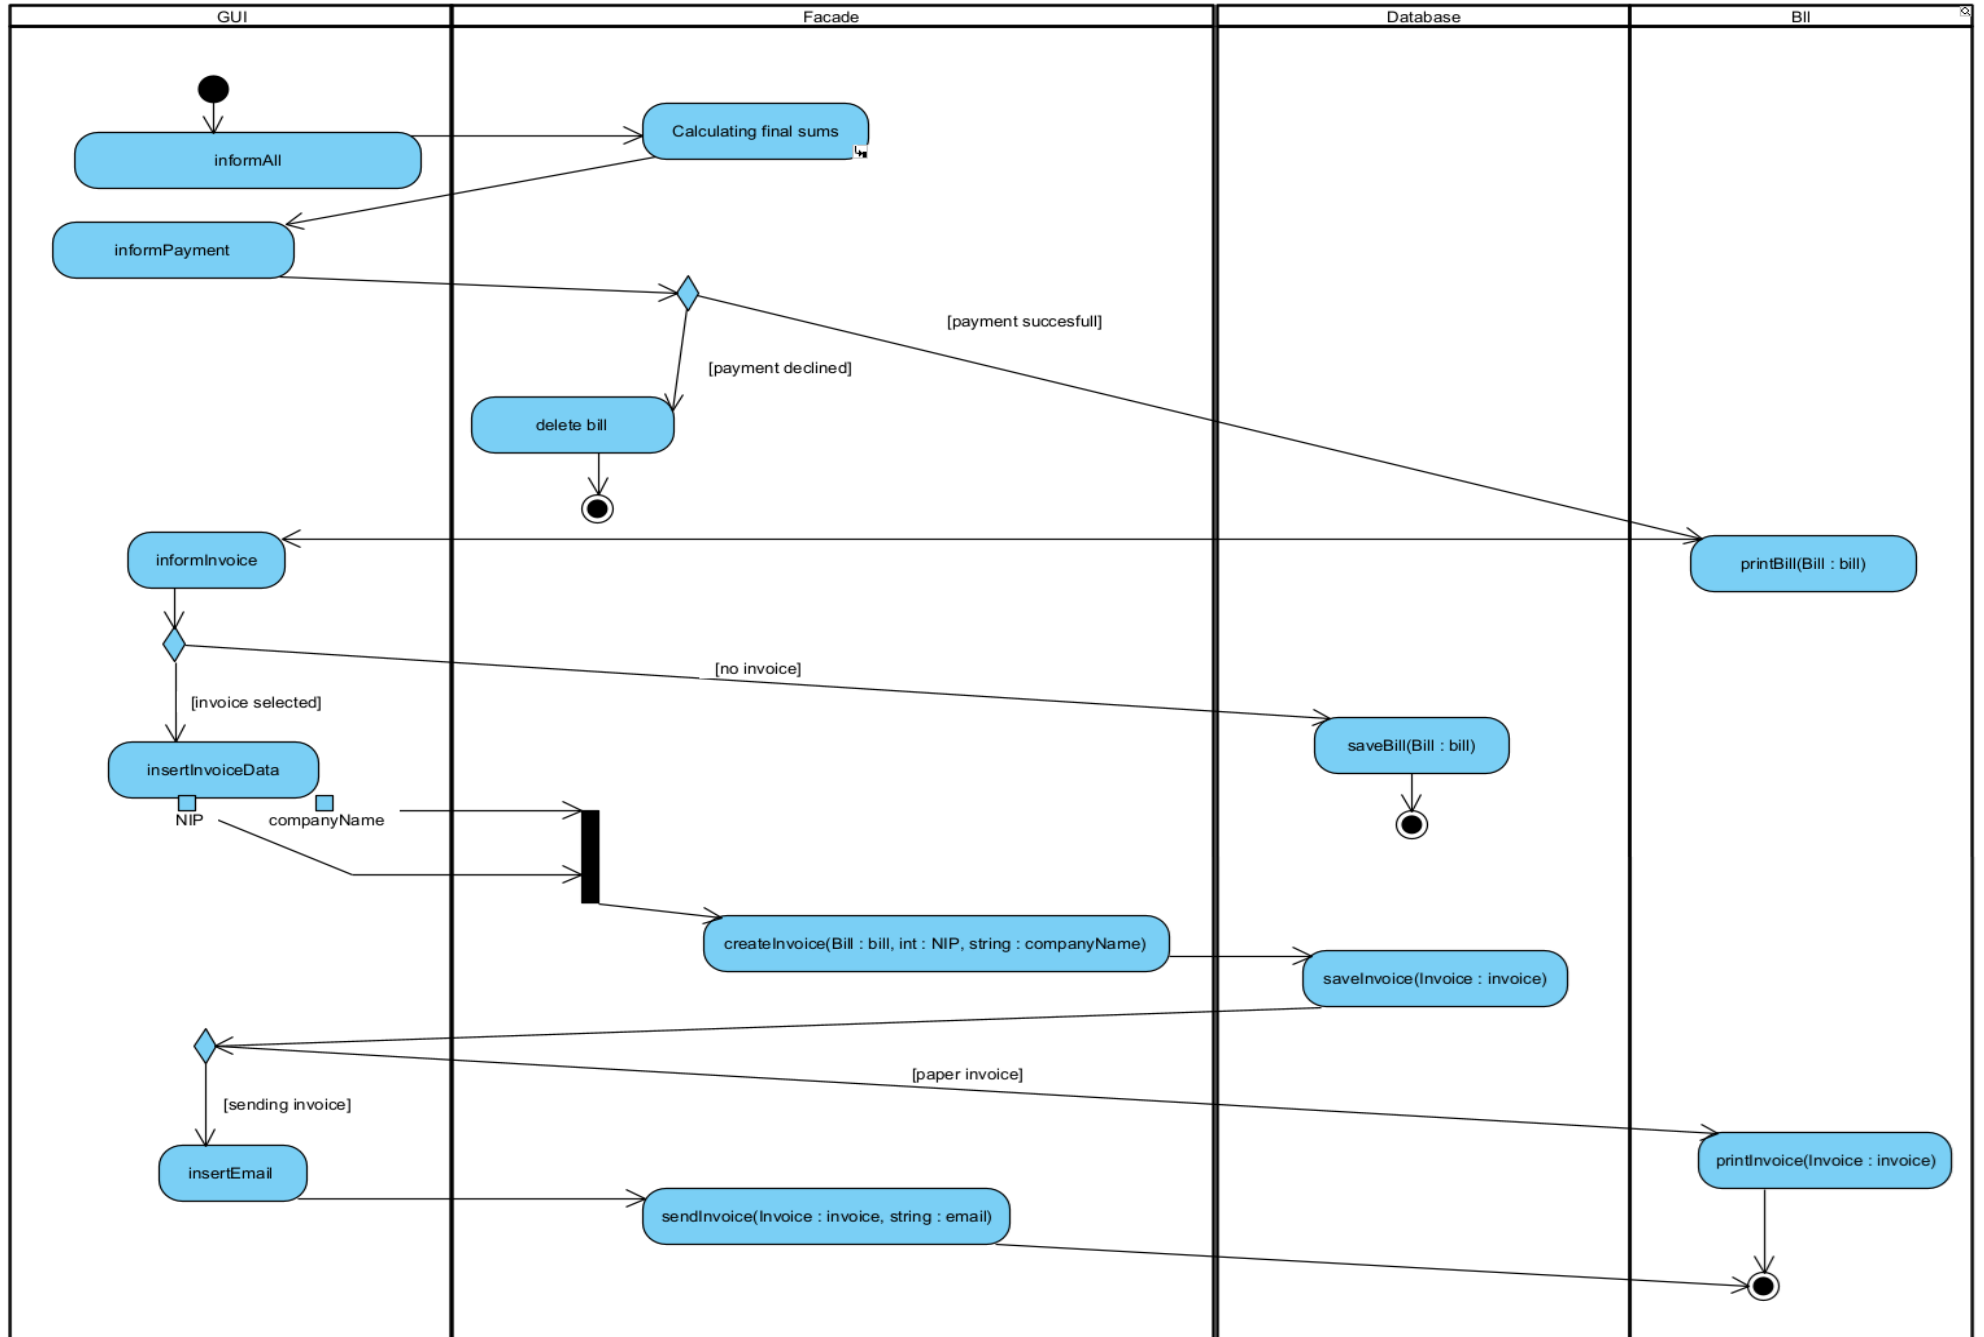 GUI
Facade
Database
BIl
Calculating final sums
informAll
informPayment
[payment succesfull]
[payment declined]
delete bill
informInvoice
printBill(Bill : bill)
[no invoice]
[invoice selected]
saveBill(Bill : bill)
insertInvoiceData
NIP
companyName
createInvoice(Bill : bill, int : NIP, string : companyName)
saveInvoice(Invoice : invoice)
[paper invoice]
[sending invoice]
insertEmail
printInvoice(Invoice : invoice)
sendInvoice(Invoice : invoice, string : email)